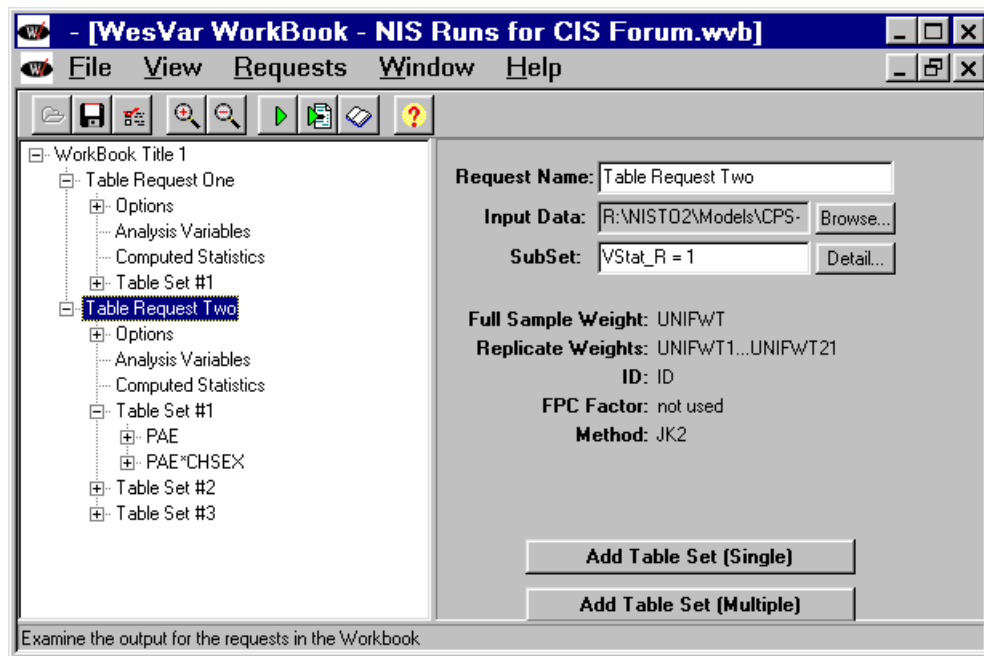 - [WesVar WorkBook - NIS Runs for CIS Forum.wvb]
File View Requests Window Help
WorkBook Title 1
Table Request One
Options
Analysis Variables
Computed Statistics
Table Set #1
Table Request Two
Options
Analysis Variables
Computed Statistics
Table Set #1
PAE
PAE*CHSEX
Table Set #2
Table Set #3
Request Name: Table Request Two
Input Data: R:\NISTO2\Models\CPS- Browse...
SubSet: VStat_R = 1 Detail...
Full Sample Weight: UNIFWT
Replicate Weights: UNIFWT1...UNIFWT21
ID: ID
FPC Factor: not used
Method: JK2
Add Table Set (Single)
Add Table Set (Multiple)
Examine the output for the requests in the Workbook